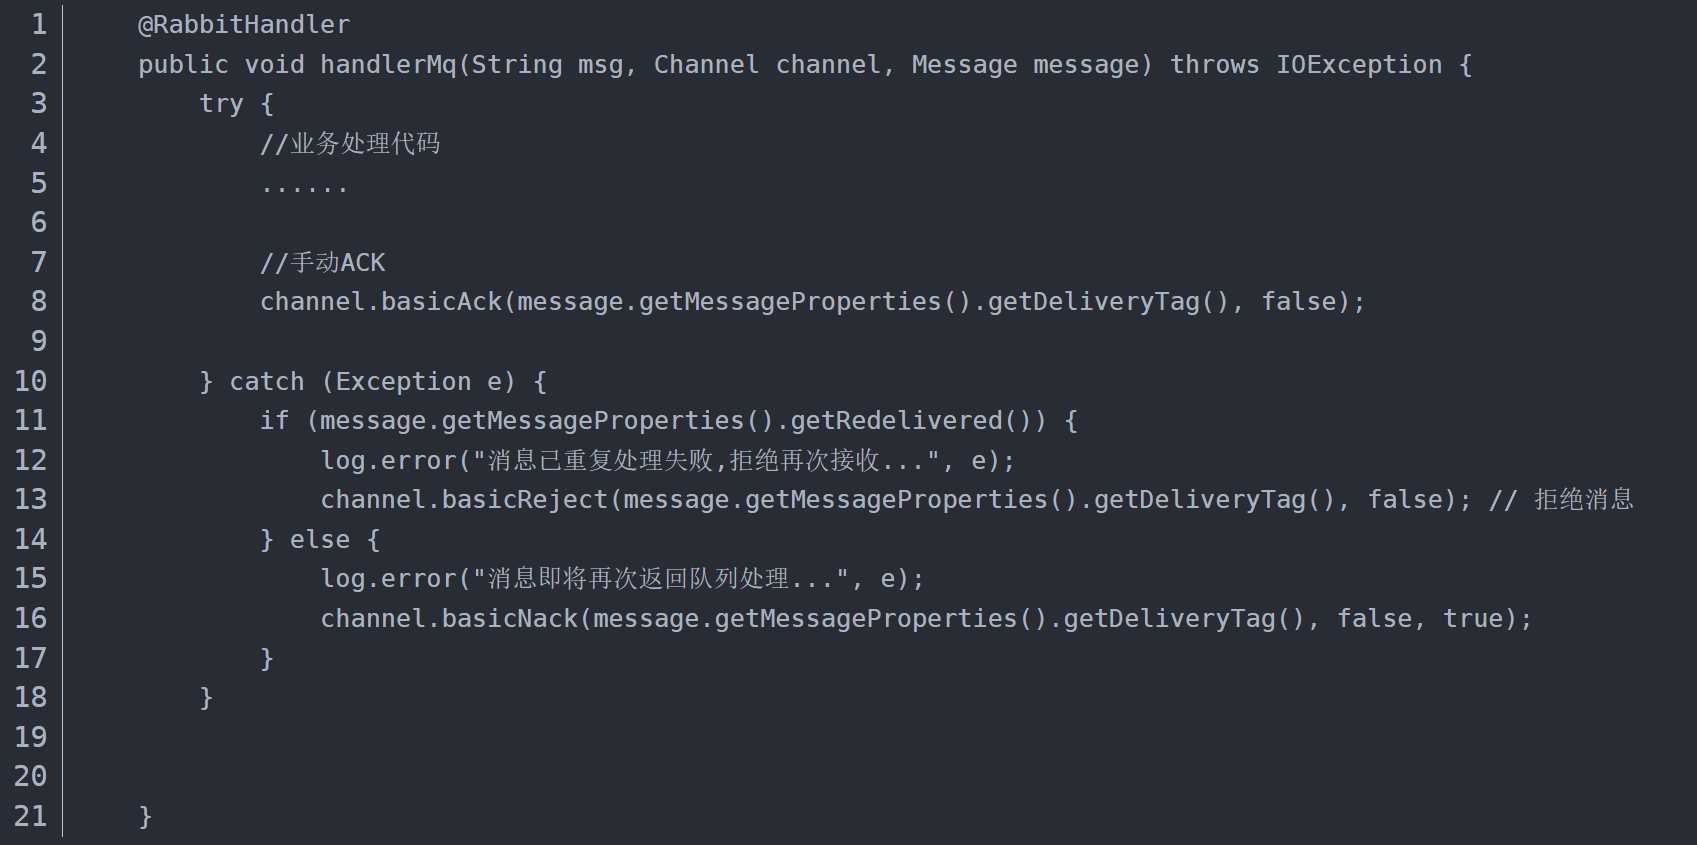 1 @RabbitHandler
2 public void handlerMq(String msg, Channel channel, Message message) throws IOException {
3 try {
4 //业务处理代码
5 ......
6
7 //手动ACK
8 channel.basicAck(message.getMessageProperties().getDeliveryTag(), false);
9
10 } catch (Exception e) {
11 if (message.getMessageProperties().getRedelivered()) {
12 log.error("消息已重复处理失败,拒绝再次接收...", e);
13 channel.basicReject(message.getMessageProperties().getDeliveryTag(), false); // 拒绝消息
14 } else {
15 log.error("消息即将再次返回队列处理...", e);
16 channel.basicNack(message.getMessageProperties().getDeliveryTag(), false, true);
17 }
18 }
19
20
21 }